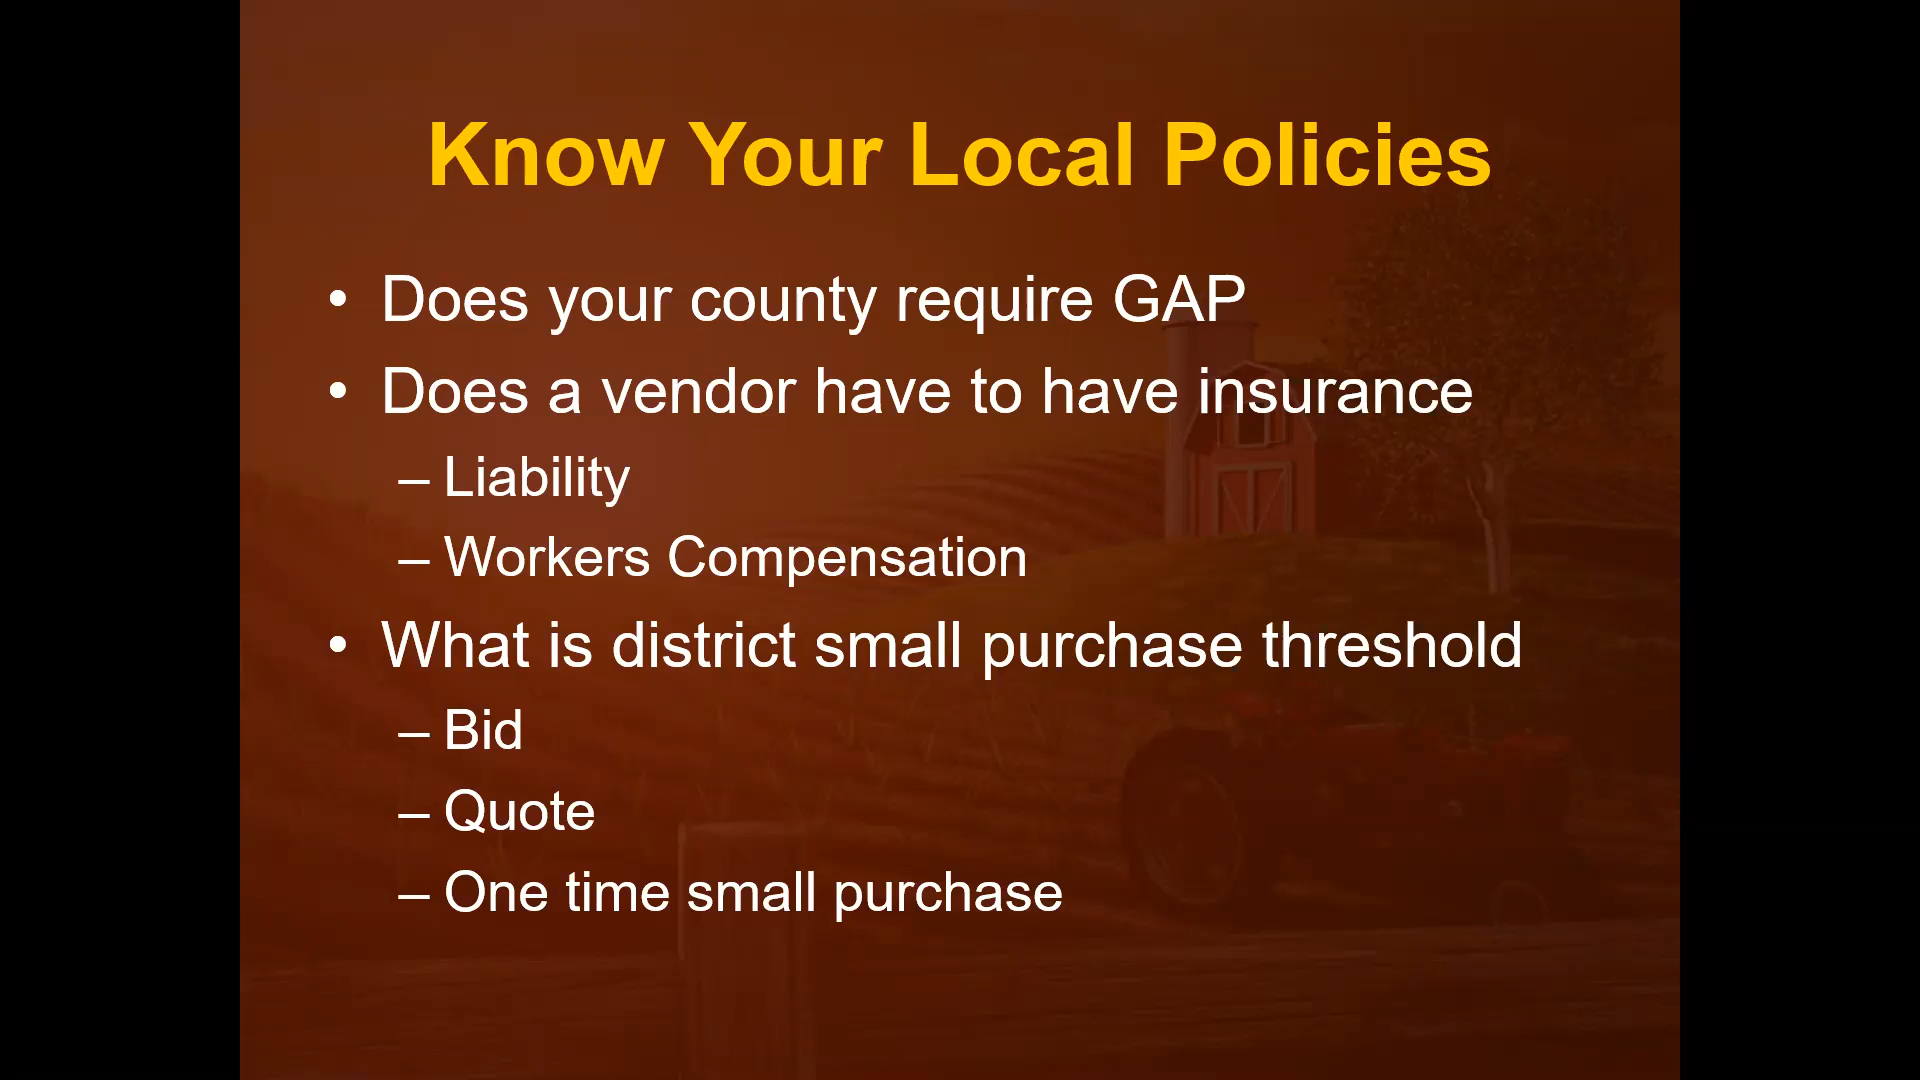 Know Your Local Policies
• Does your county require GAP
• Does a vendor have to have insurance
– Liability
– Workers Compensation
• What is district small purchase threshold
– Bid
– Quote
– One time small purchase